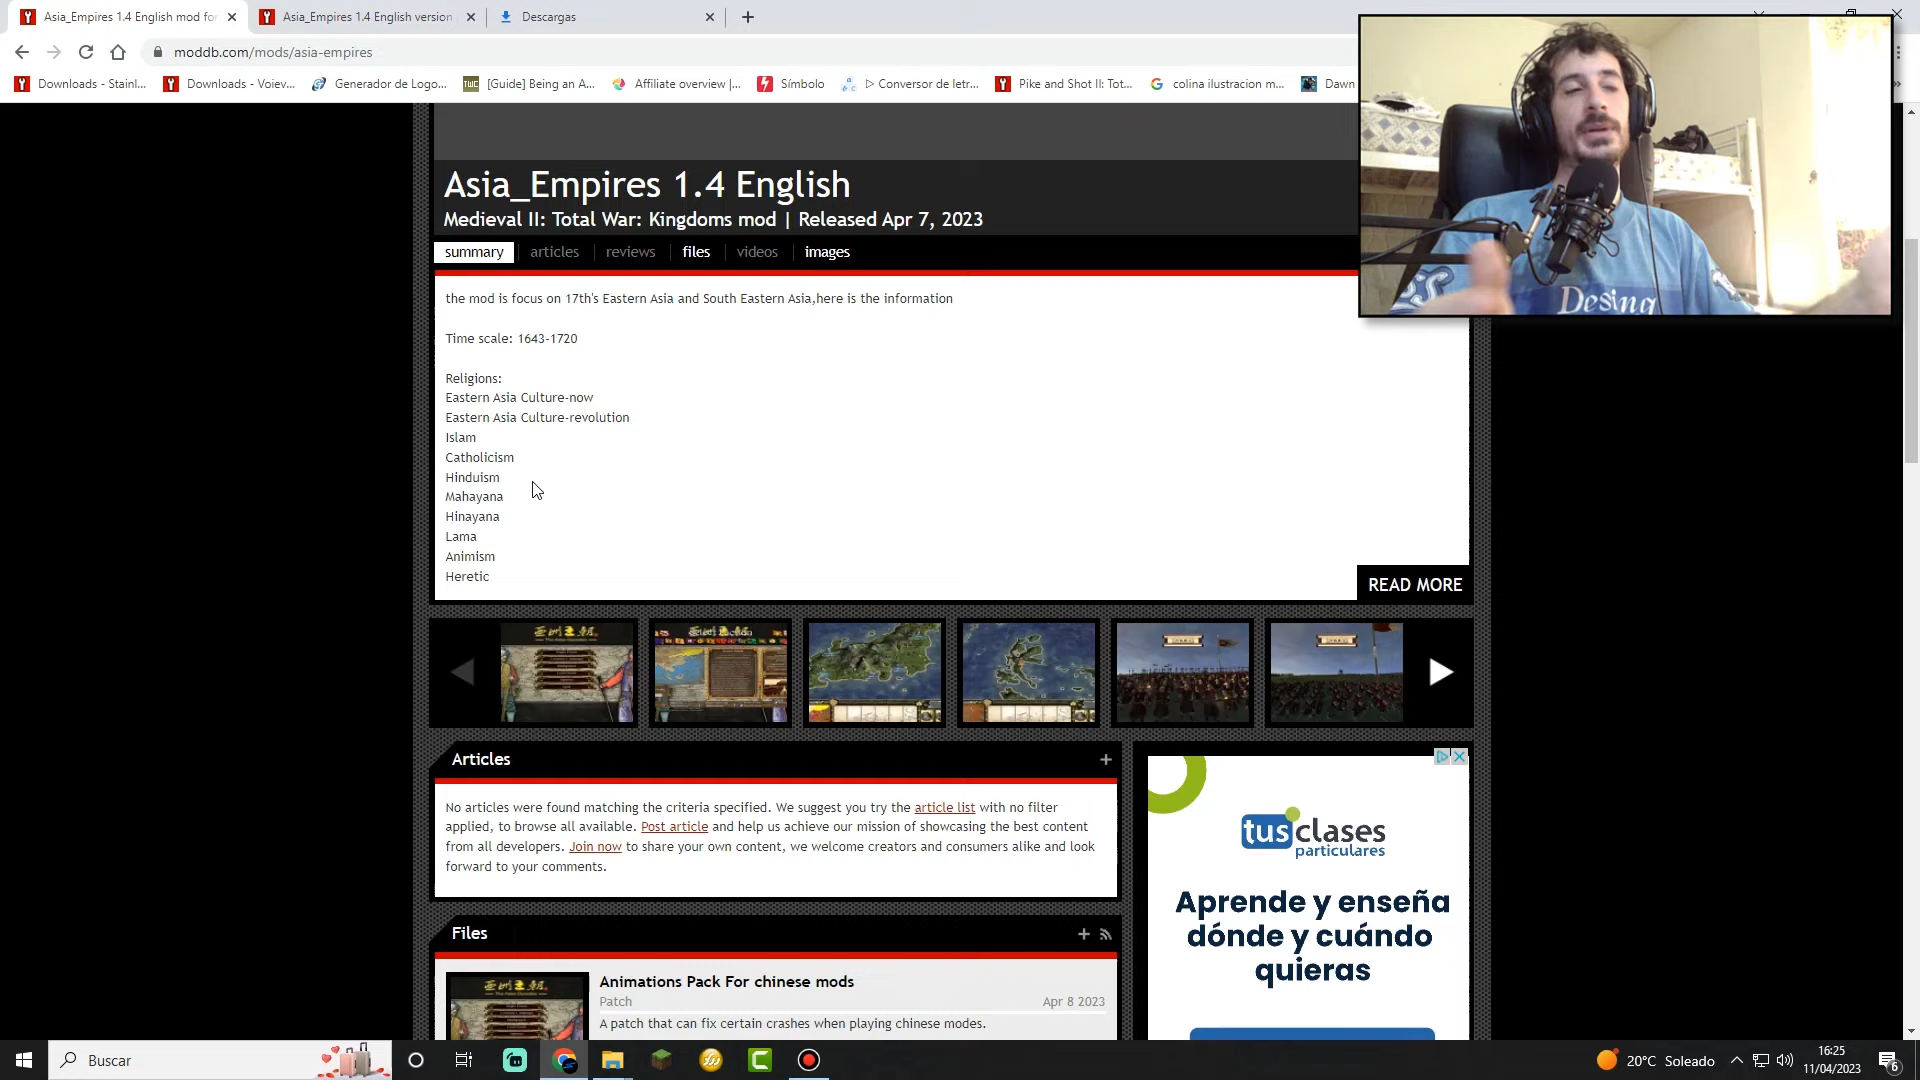 Asia_Empires 1.4 English mod for
Asia_Empires 1.4 English version
Descargas
moddb.com/mods/asia-empires
Downloads - Stainl...
Downloads - Voiev...
Generador de Logo...
[Guide] Being an A...
Affiliate overview |...
Símbolo
▷ Conversor de letr...
Pike and Shot II: Tot...
colina ilustracion m...
Dawn
Asia_Empires 1.4 English
Medieval II: Total War: Kingdoms mod | Released Apr 7, 2023
summary
articles
reviews
files
videos
images
the mod is focus on 17th's Eastern Asia and South Eastern Asia,here is the information
Time scale: 1643-1720
Religions:
Eastern Asia Culture-now
Eastern Asia Culture-revolution
Islam
Catholicism
Hinduism
Mahayana
Hinayana
Lama
Animism
Heretic
READ MORE
Desing
Articles
No articles were found matching the criteria specified. We suggest you try the article list with no filter
applied, to browse all available. Post article and help us achieve our mission of showcasing the best content
from all developers. Join now to share your own content, we welcome creators and consumers alike and look
forward to your comments.
Files
Animations Pack For chinese mods
Patch
Apr 8 2023
A patch that can fix certain crashes when playing chinese modes.
tusclases
particulares
Aprende y enseña
dónde y cuándo
quieras
Buscar
20°C Soleado
16:25
11/04/2023
6